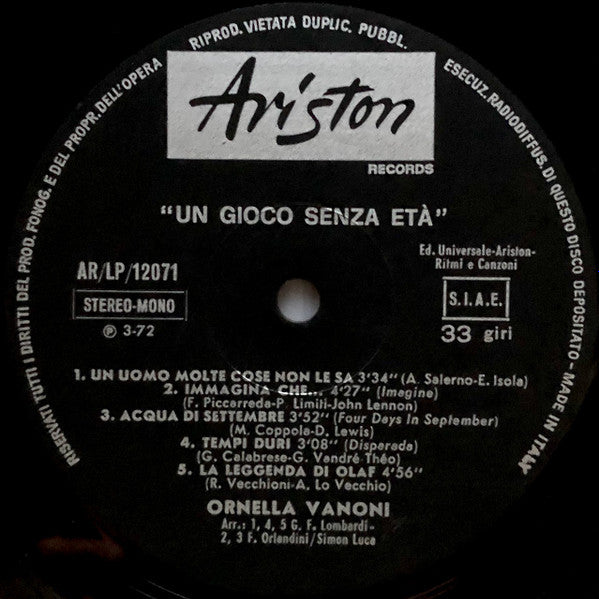 RISERVATI TUTTI I DIRITTI DEL PROD. FONOG. E DEL PROPR. DELL'OPERA RIPROD. VIETATA DUPLIC. PUBBL. ESECUZ. RADIODIFFUS. DI QUESTO DISCO DEPOSITATO - MADE IN ITALY
Ariston
RECORDS
"UN GIOCO SENZA ETÀ"
AR/LP/12071
STEREO-MONO
℗ 3-72
Ed. Universale-Ariston-
Ritmi e Canzoni
S.I.A.E.
33 giri
1. UN UOMO MOLTE COSE NON LE SA 3'34" (A. Salerno-E. Isola)
2. IMMAGINA CHE... 4'27" (Imagine)
(F. Piccarreda-P. Limiti-John Lennon)
3. ACQUA DI SETTEMBRE 3'52" (Four Days In September)
(M. Coppola-D. Lewis)
4. TEMPI DURI 3'08" (Disparada)
(G. Calabrese-G. Vandré-Théo)
5. LA LEGGENDA DI OLAF 4'56"
(R. Vecchioni-A. Lo Vecchio)
ORNELLA VANONI
Arr.: 1, 4, 5 G. F. Lombardi-
2, 3 F. Orlandini/Simon Luca